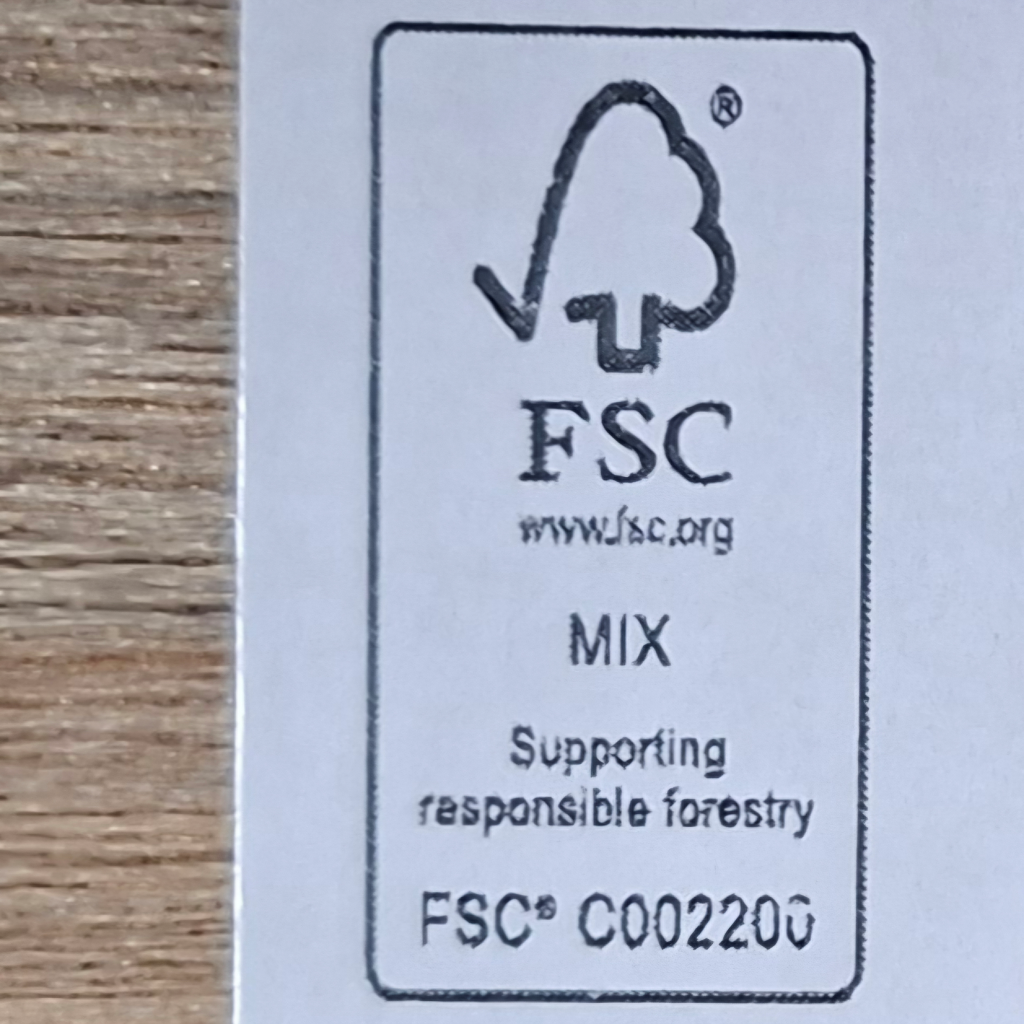 ®
FSC
www.fsc.org
MIX
Supporting
responsible forestry
FSC® C002200